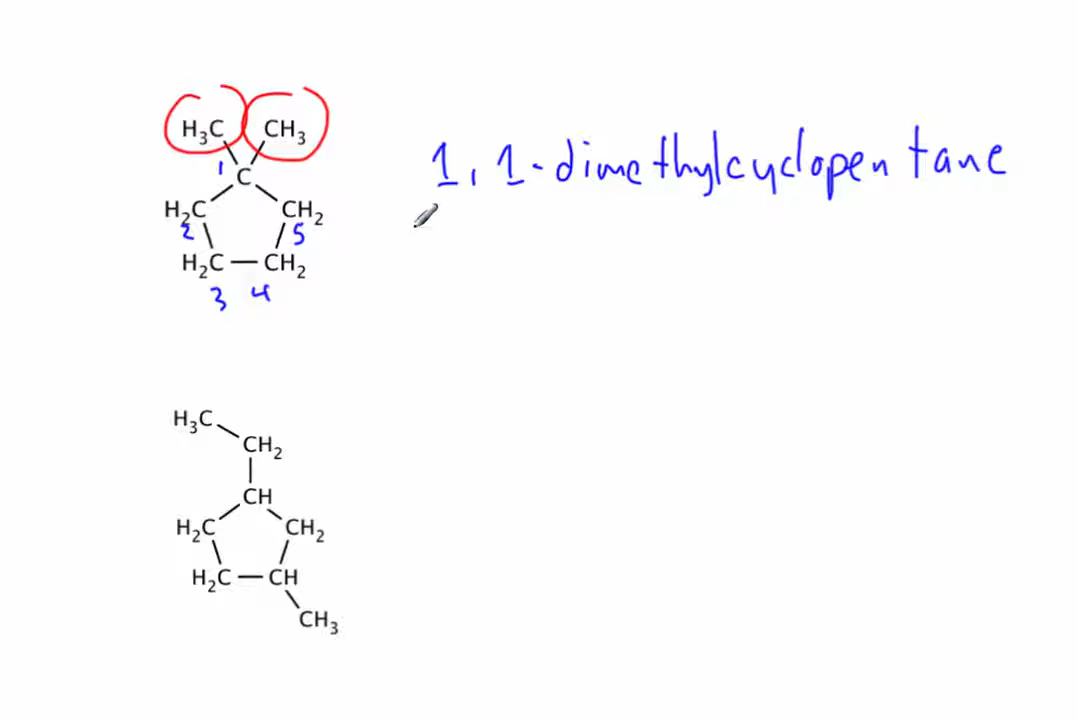 H₃C CH₃
1 C 1, 1-dimethylcyclopentane
H₂C CH₂
2 5
H₂C — CH₂
3 4
H₃C
CH₂
CH
H₂C CH₂
H₂C — CH
CH₃